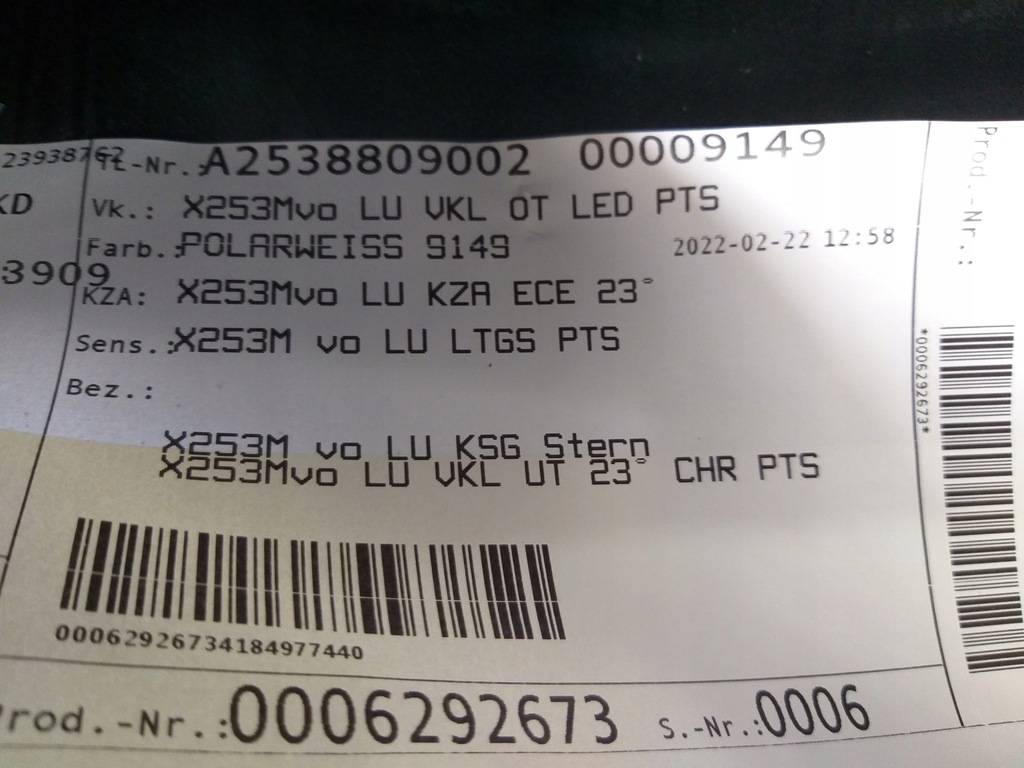 23938762
TL-Nr.:A2538809002 00009149
KD
Vk.: X253Mvo LU VKL OT LED PTS
Farb.:POLARWEISS 9149
2022-02-22 12:58
3909
KZA: X253Mvo LU KZA ECE 23°
Sens.:X253M vo LU LTGS PTS
Bez.:
X253M vo LU KSG Stern
X253Mvo LU VKL UT 23° CHR PTS
00062926734184977440
Prod.-Nr.:0006292673 S.-Nr.:0006
Prod.-Nr.:
*0006292673*